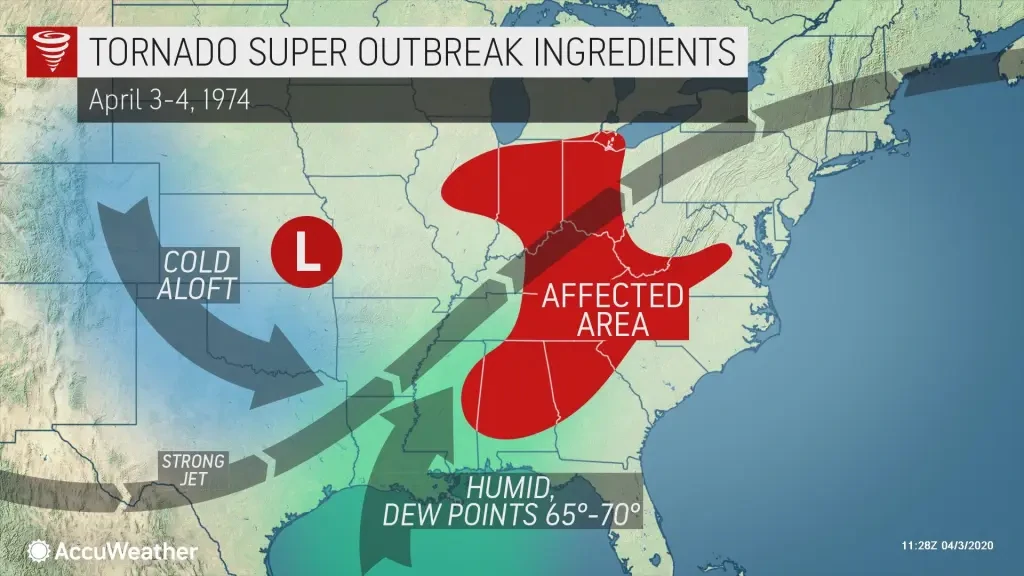 TORNADO SUPER OUTBREAK INGREDIENTS
April 3-4, 1974
L
COLD
ALOFT
AFFECTED
AREA
STRONG
JET
HUMID,
DEW POINTS 65°-70°
AccuWeather
11:28Z 04/3/2020